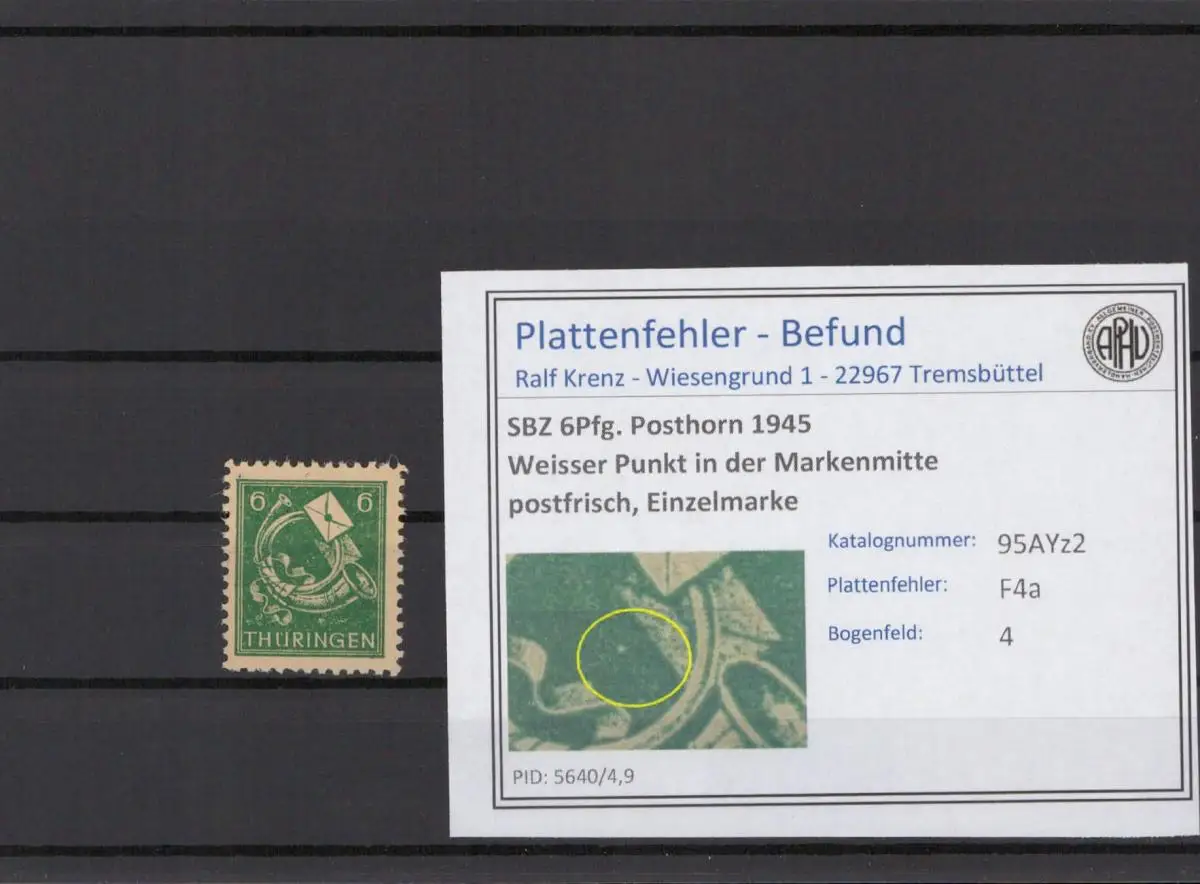 6 6
THÜRINGEN
Plattenfehler - Befund
Ralf Krenz - Wiesengrund 1 - 22967 Tremsbüttel
SBZ 6Pfg. Posthorn 1945
Weisser Punkt in der Markenmitte
postfrisch, Einzelmarke
Katalognummer: 95AYz2
Plattenfehler: F4a
Bogenfeld: 4
PID: 5640/4,9
APHV